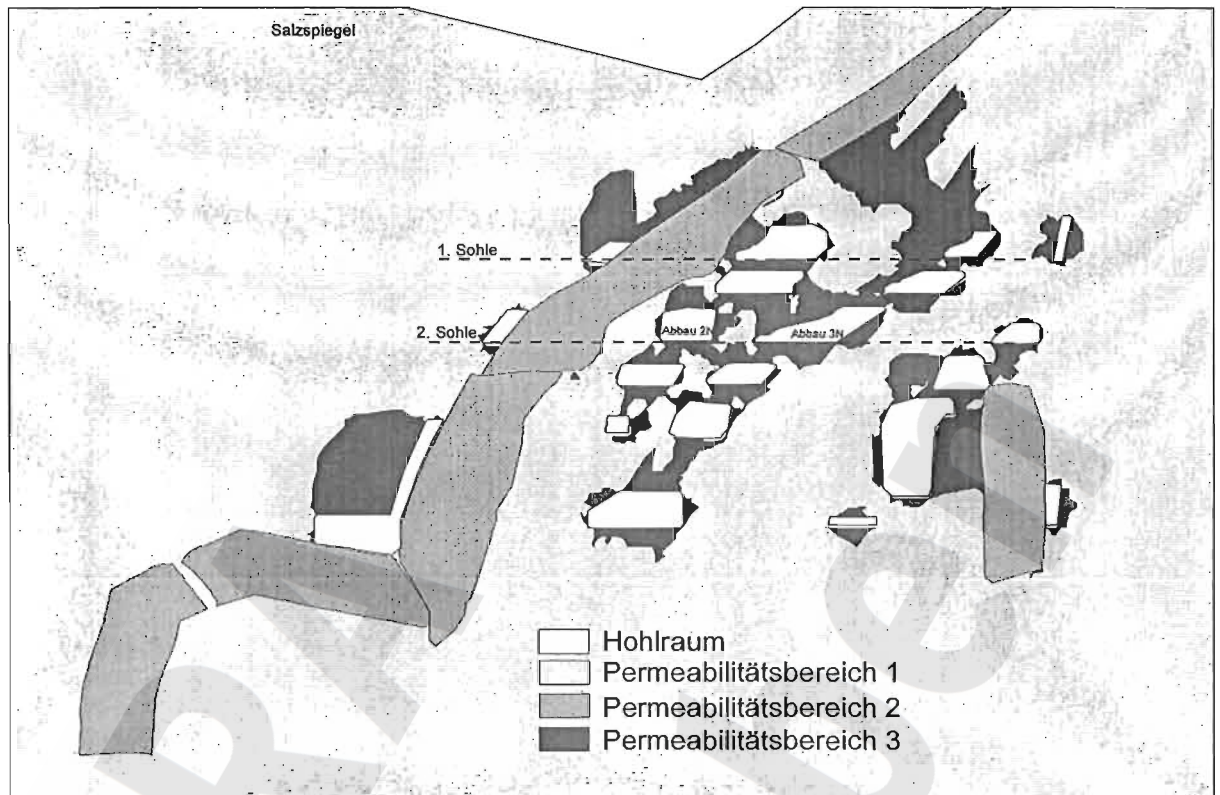 Salzspiegel
1. Sohle
2. Sohle
Abbau 2N
Abbau 3N
Hohlraum
Permeabilitätsbereich 1
Permeabilitätsbereich 2
Permeabilitätsbereich 3